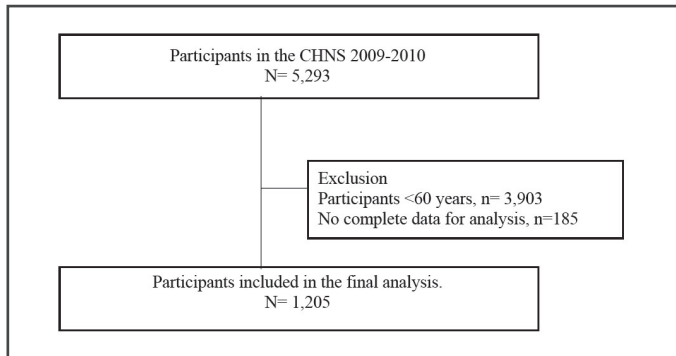 Participants in the CHNS 2009-2010
N= 5,293
Exclusion
Participants <60 years, n= 3,903
No complete data for analysis, n=185
Participants included in the final analysis.
N= 1,205